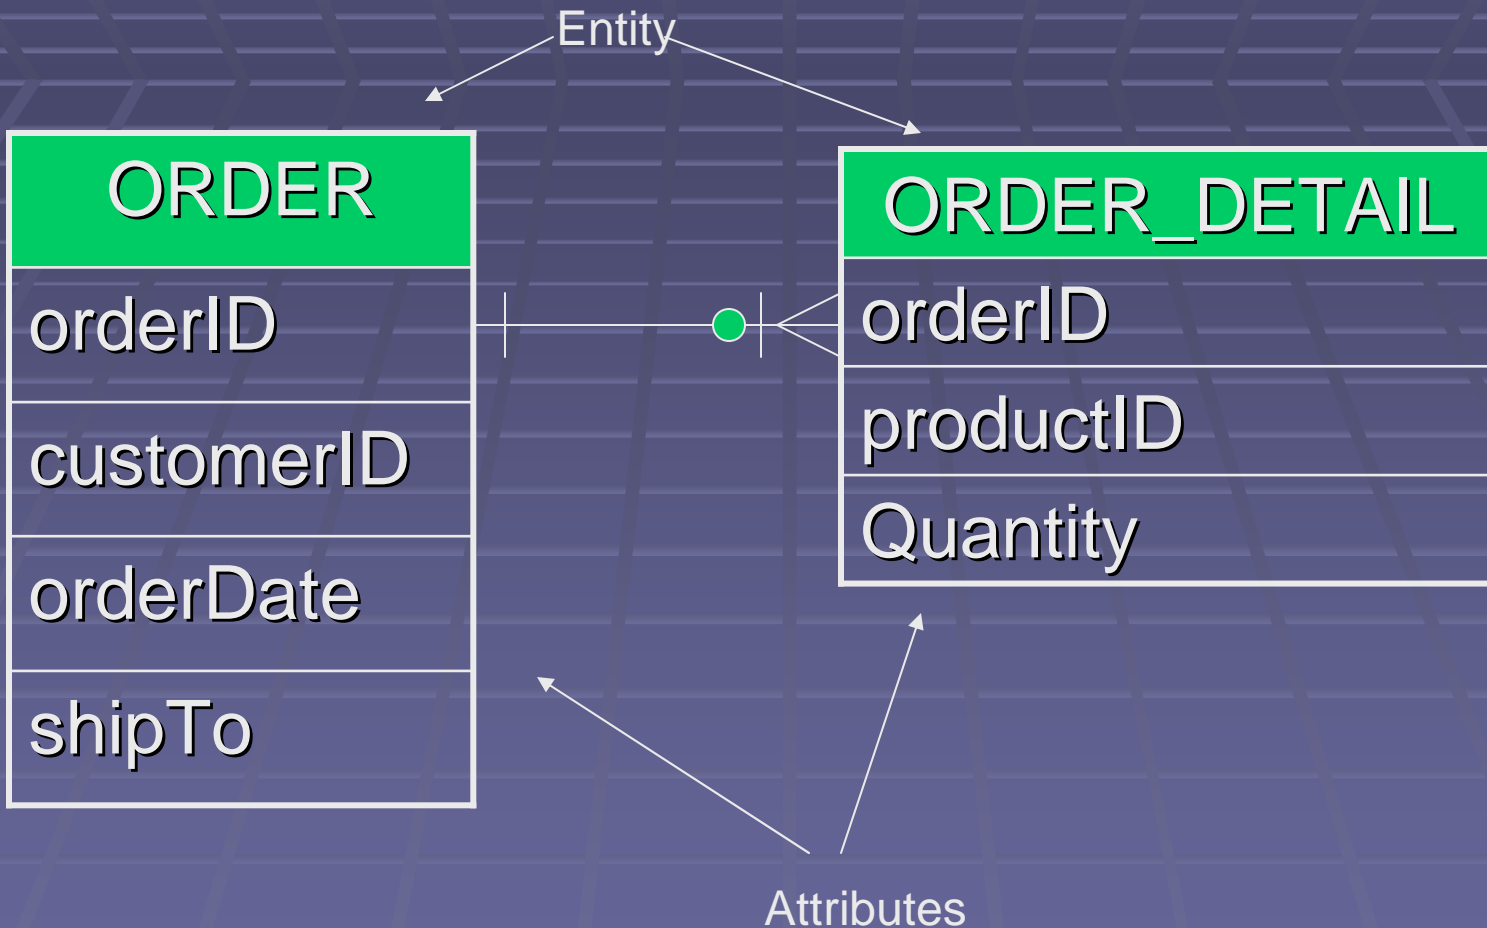 Entity
ORDER
orderID
customerID
orderDate
shipTo
ORDER_DETAIL
orderID
productID
Quantity
Attributes